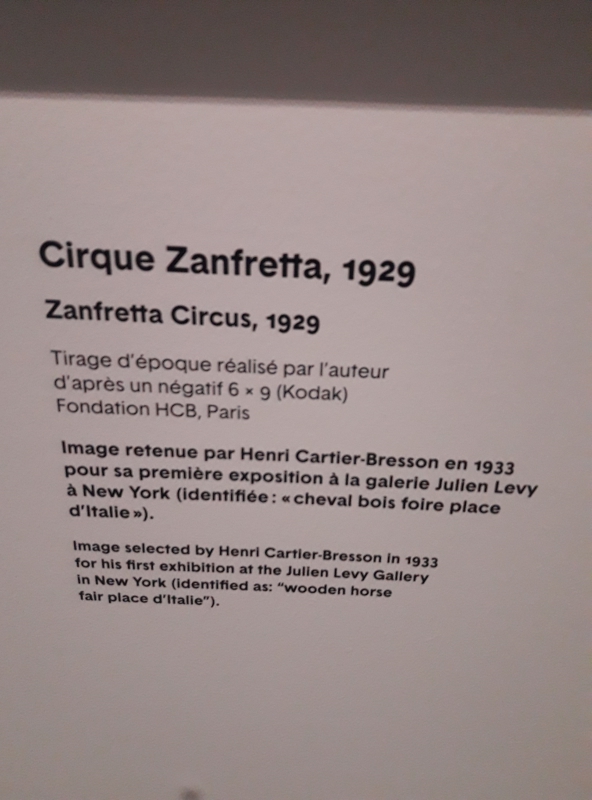 Cirque Zanfretta, 1929
Zanfretta Circus, 1929
Tirage d'époque réalisé par l'auteur
d'après un négatif 6 × 9 (Kodak)
Fondation HCB, Paris
Image retenue par Henri Cartier-Bresson en 1933
pour sa première exposition à la galerie Julien Levy
à New York (identifiée : « cheval bois foire place
d'Italie »).
Image selected by Henri Cartier-Bresson in 1933
for his first exhibition at the Julien Levy Gallery
in New York (identified as: “wooden horse
fair place d'Italie”).